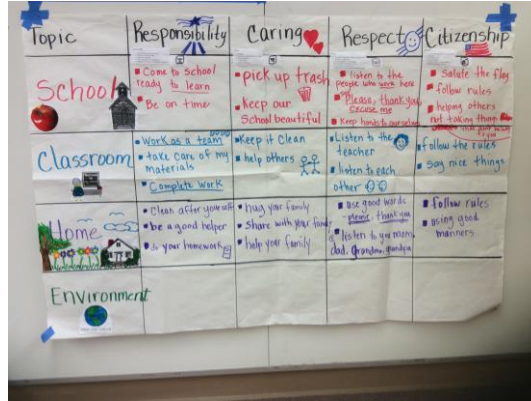 Topic
Responsibility
Caring
Respect
Citizenship
School
Come to school
ready to learn
Be on time
pick up trash
Keep our
School beautiful
listen to the
people who work here
Please, thank you,
excuse me
Keep hands to ourselves
Salute the flag
follow rules
helping others
not taking things
Classroom
Work as a team
take care of my
materials
Complete work
Keep it clean
help others
Listen to the
teacher
listen to each
other
follow the rules
say nice things
Home
Clean after yourself
be a good helper
do your homework
hug your family
share with your family
help your family
use good words
please, thank you
listen to your mom,
dad, grandma, grandpa
follow rules
using good
manners
Environment